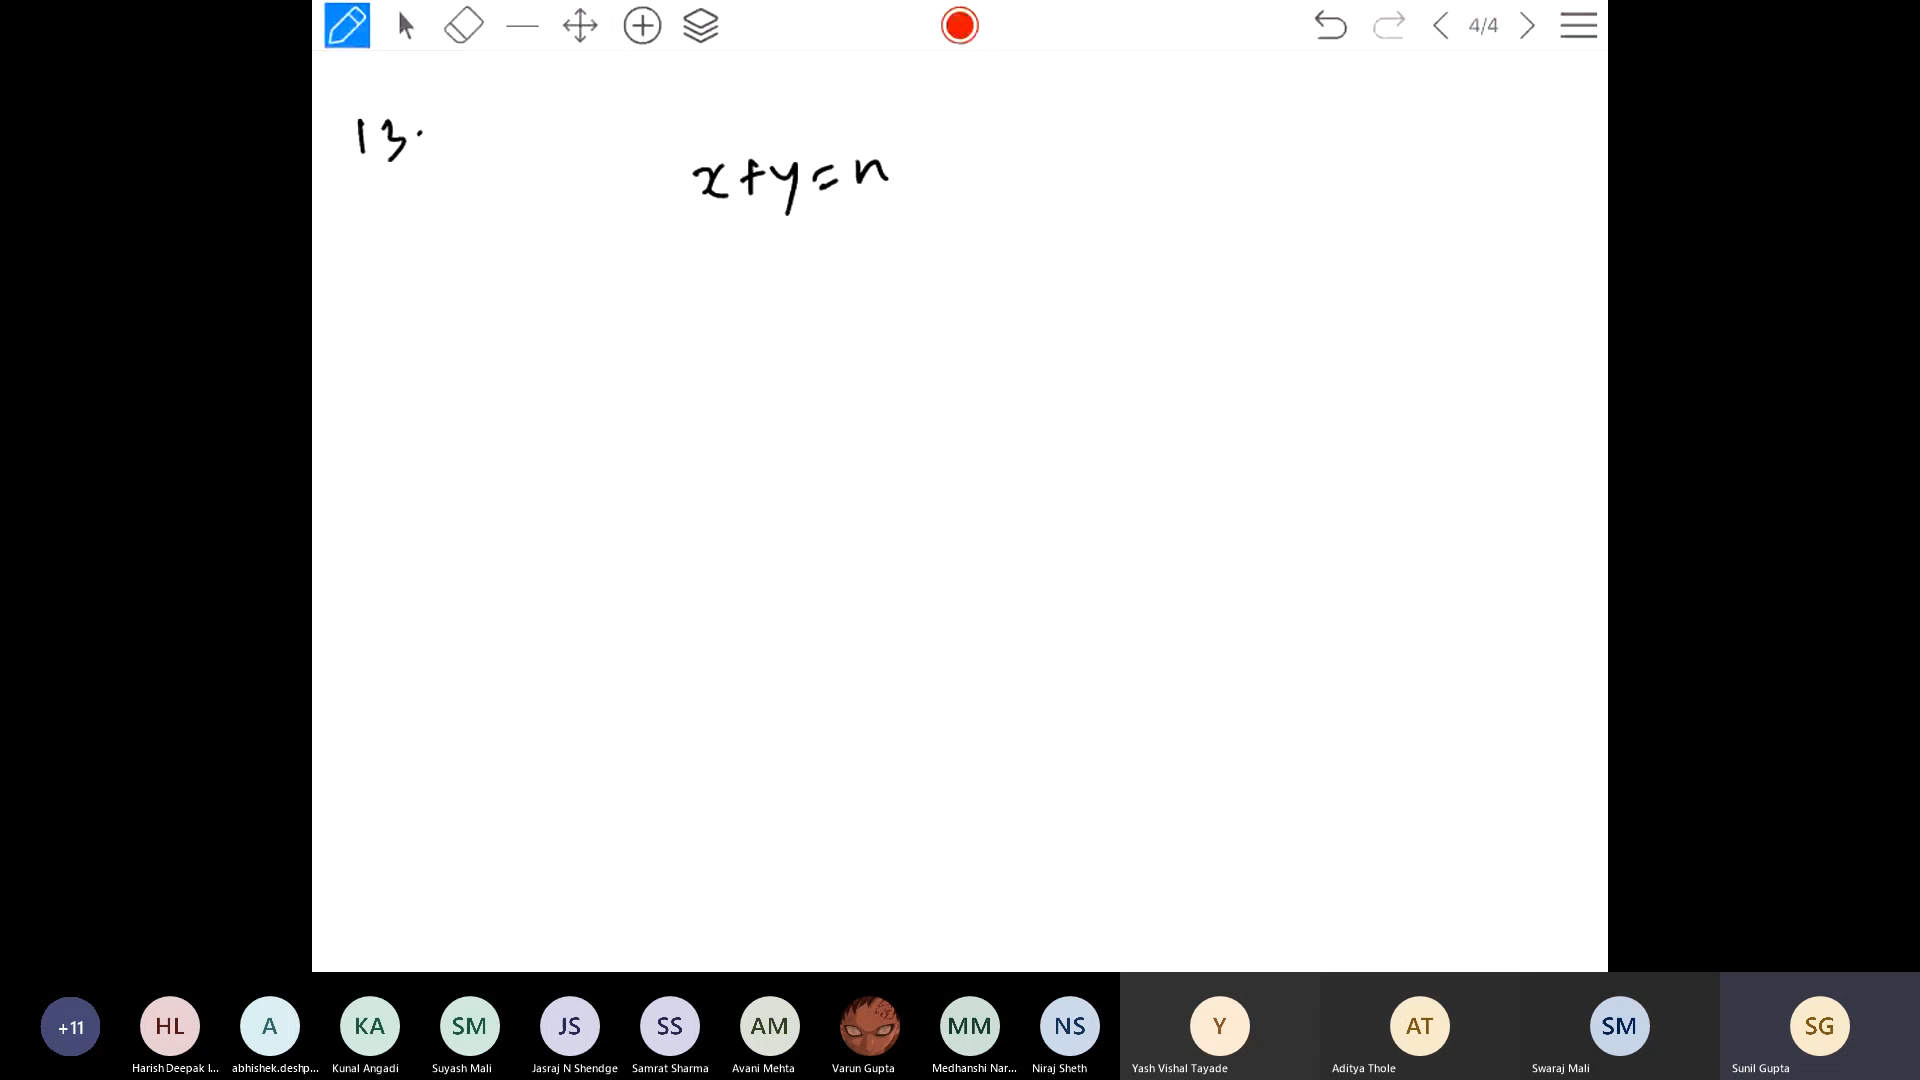 4/4
13.
x+y=n
+11
HL
A
KA
SM
JS
SS
AM
MM
NS
Y
AT
SM
SG
Harish Deepak I...
abhishek.deshp...
Kunal Angadi
Suyash Mali
Jasraj N Shendge
Samrat Sharma
Avani Mehta
Varun Gupta
Medhanshi Nar...
Niraj Sheth
Yash Vishal Tayade
Aditya Thole
Swaraj Mali
Sunil Gupta